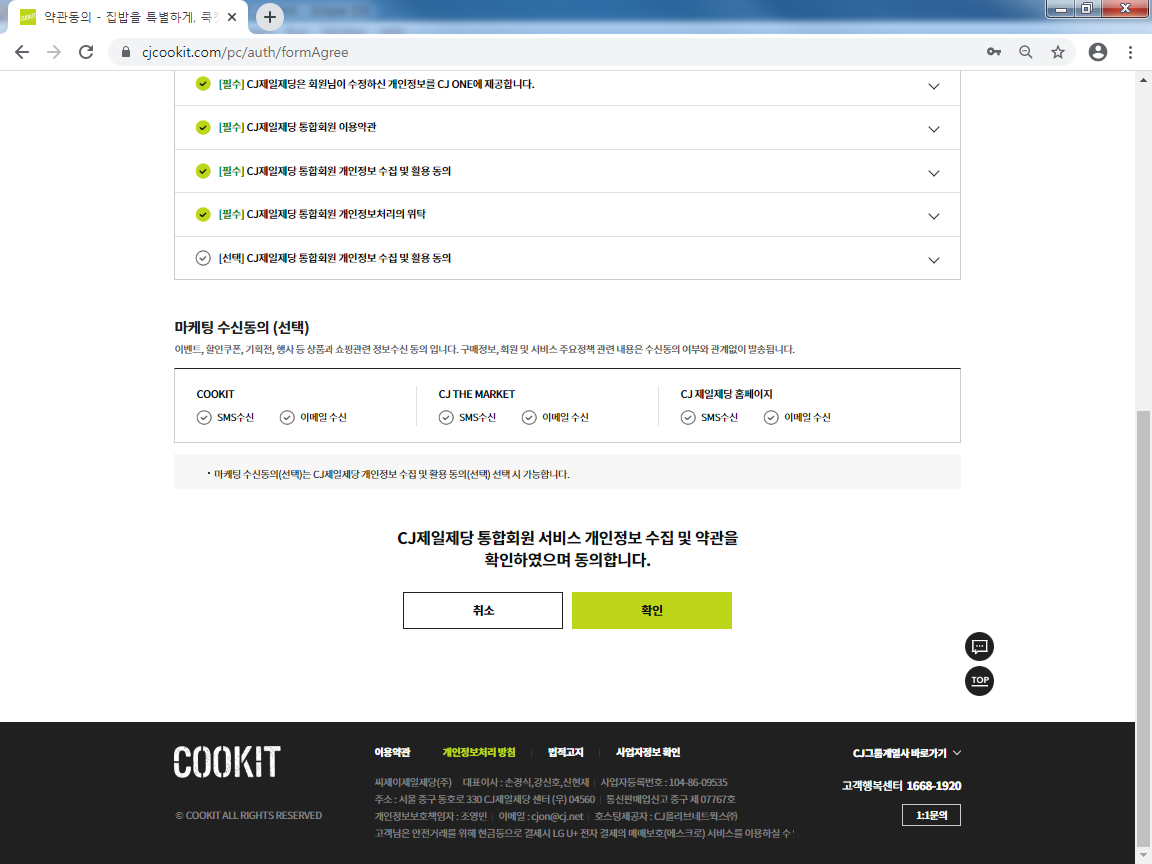 약관동의 - 집밥을 특별하게, 쿡킷
cjcookit.com/pc/auth/formAgree
[필수] CJ제일제당은 회원님이 수정하신 개인정보를 CJ ONE에 제공합니다.
[필수] CJ제일제당 통합회원 이용약관
[필수] CJ제일제당 통합회원 개인정보 수집 및 활용 동의
[필수] CJ제일제당 통합회원 개인정보처리의 위탁
[선택] CJ제일제당 통합회원 개인정보 수집 및 활용 동의
마케팅 수신동의 (선택)
이벤트, 할인쿠폰, 기획전, 행사 등 상품과 쇼핑관련 정보수신 동의 입니다. 구매정보, 회원 및 서비스 주요정책 관련 내용은 수신동의 여부와 관계없이 발송됩니다.
COOKIT CJ THE MARKET CJ 제일제당 홈페이지
SMS수신 이메일 수신 SMS수신 이메일 수신 SMS수신 이메일 수신
· 마케팅 수신동의(선택)는 CJ제일제당 개인정보 수집 및 활용 동의(선택) 선택 시 가능합니다.
CJ제일제당 통합회원 서비스 개인정보 수집 및 약관을
확인하였으며 동의합니다.
취소 확인
TOP
COOKIT
이용약관 개인정보처리 방침 법적고지 사업자정보 확인
CJ그룹계열사 바로가기
씨제이제일제당(주) 대표이사 : 손경식,강신호,신현재 사업자등록번호 : 104-86-09535
고객행복센터 1668-1920
주소 : 서울 중구 동호로 330 CJ제일제당 센터 (우) 04560 통신판매업신고 중구 제 07767호
개인정보보호책임자 : 조영민 이메일 : cjon@cj.net 호스팅제공자 : CJ올리브네트웍스㈜
1:1문의
© COOKIT ALL RIGHTS RESERVED
고객님은 안전거래를 위해 현금등으로 결제시 LG U+ 전자 결제의 매매보호(에스크로) 서비스를 이용하실 수